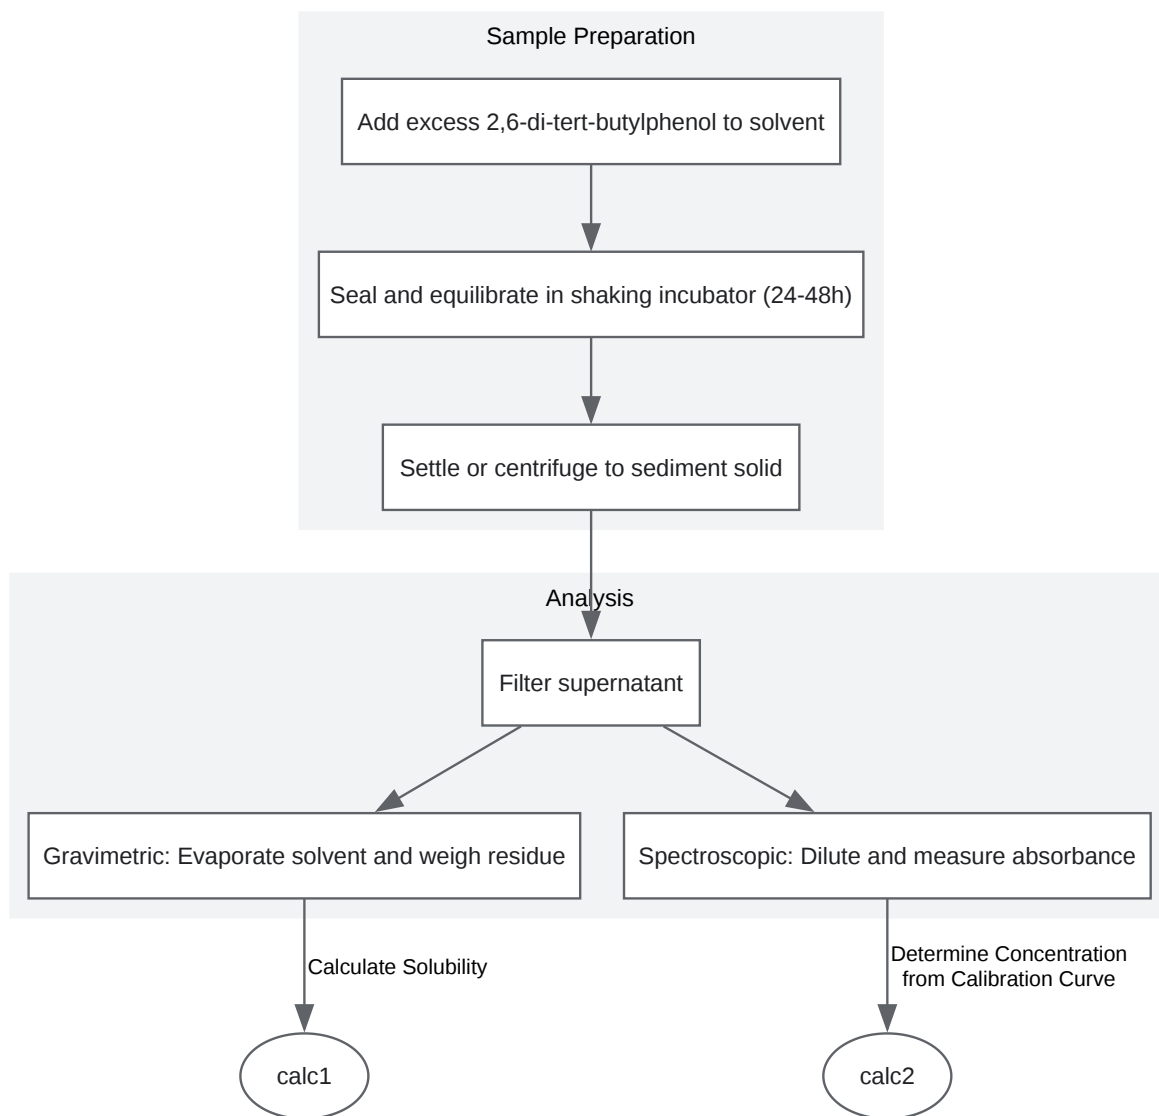 Sample Preparation
Add excess 2,6-di-tert-butylphenol to solvent
Seal and equilibrate in shaking incubator (24-48h)
Settle or centrifuge to sediment solid
Analysis
Filter supernatant
Gravimetric: Evaporate solvent and weigh residue
Spectroscopic: Dilute and measure absorbance
Calculate Solubility
Determine Concentration
from Calibration Curve
calc1
calc2